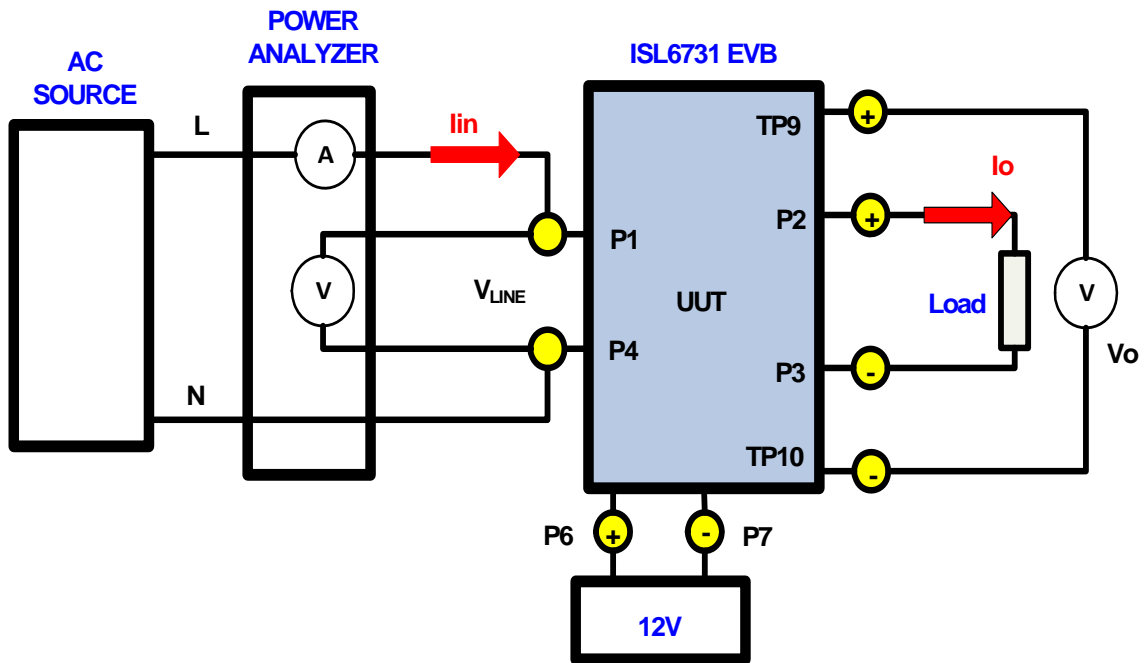 POWER
ANALYZER
ISL6731 EVB
AC
SOURCE
L
A
Iin
TP9
+
Io
P2
+
P1
V
VLINE
UUT
Load
V
P4
Vo
P3
-
N
TP10
-
P6
+
-
P7
12V